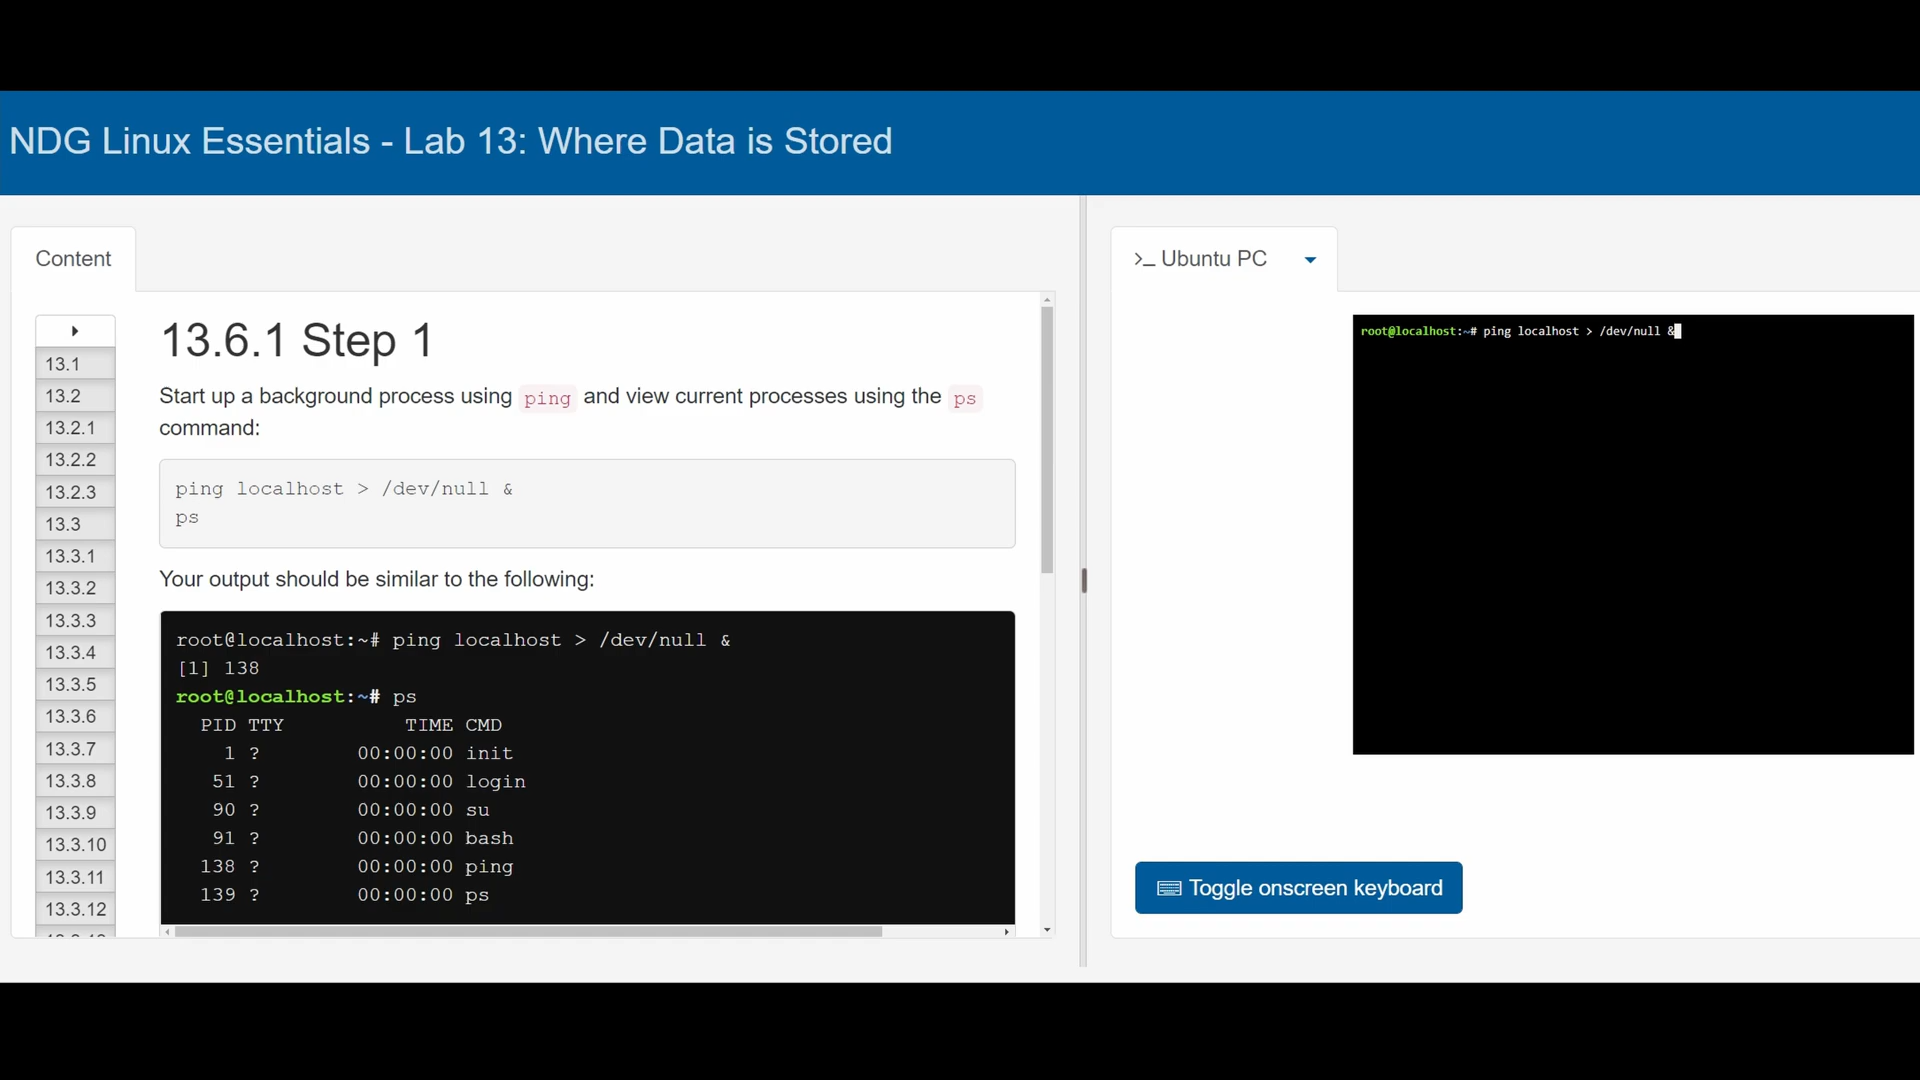 NDG Linux Essentials - Lab 13: Where Data is Stored
Content
13.1
13.2
13.2.1
13.2.2
13.2.3
13.3
13.3.1
13.3.2
13.3.3
13.3.4
13.3.5
13.3.6
13.3.7
13.3.8
13.3.9
13.3.10
13.3.11
13.3.12
13.6.1 Step 1
Start up a background process using ping and view current processes using the ps
command:
ping localhost > /dev/null &
ps
Your output should be similar to the following:
root@localhost:~# ping localhost > /dev/null &
[1] 138
root@localhost:~# ps
PID TTY TIME CMD
1 ? 00:00:00 init
51 ? 00:00:00 login
90 ? 00:00:00 su
91 ? 00:00:00 bash
138 ? 00:00:00 ping
139 ? 00:00:00 ps
>_ Ubuntu PC
root@localhost:~# ping localhost > /dev/null &
Toggle onscreen keyboard